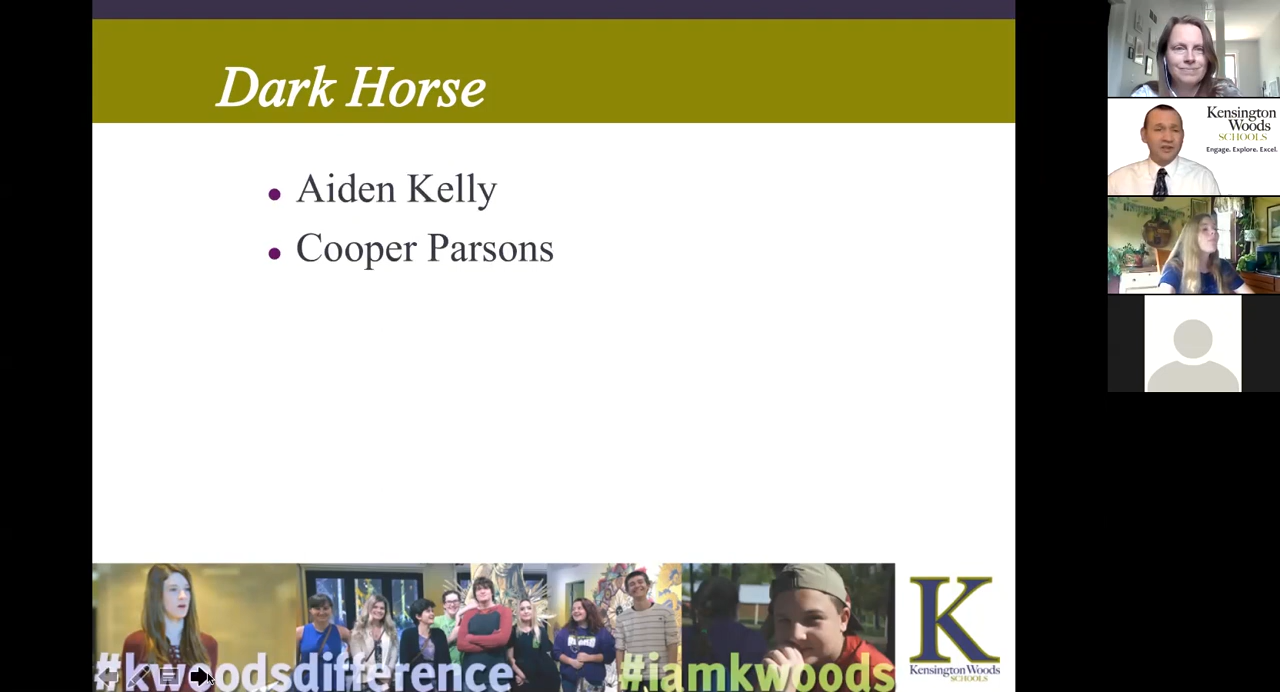 Dark Horse
Aiden Kelly
Cooper Parsons
#kwoodsdifference
#iamkwoods
K
Kensington Woods
SCHOOLS
Kensington
Woods
SCHOOLS
Engage. Explore. Excel.